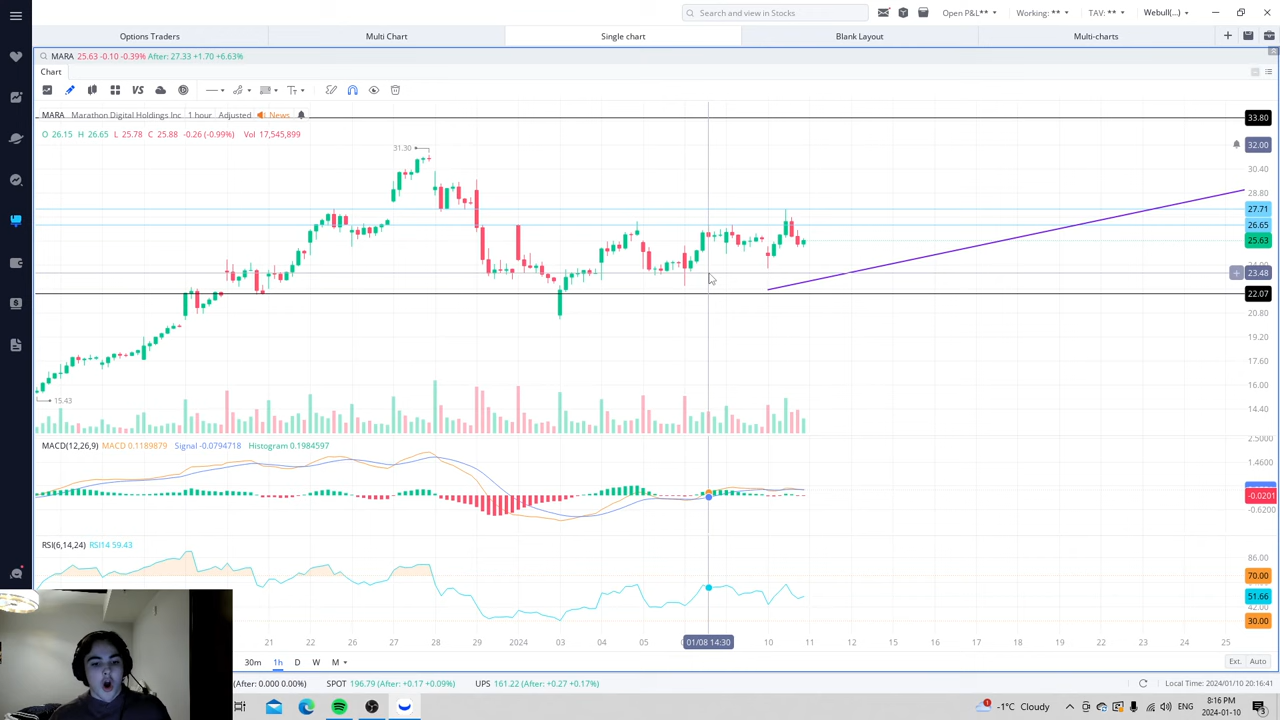 Search and view in Stocks
Open P&L** Working: ** TAV: ** Webull(...)
Options Traders Multi Chart Single chart Blank Layout Multi-charts
MARA 25.63 -0.10 -0.39% After: 27.33 +1.70 +6.63%
Chart
VS T
MARA Marathon Digital Holdings Inc 1 hour Adjusted News
O 26.15 H 26.65 L 25.78 C 25.88 -0.26 (-0.99%) Vol 17,545,899
33.80
32.00
31.30
30.40
28.80
27.71
26.65
25.63
23.48
22.07
20.80
19.20
17.60
16.00
15.43
14.40
MACD(12,26,9) MACD 0.1189879 Signal -0.0794718 Histogram 0.1984597
2.5000
1.4600
-0.0201
-0.6200
RSI(6,14,24) RSI14 59.43
86.00
70.00
51.66
42.00
30.00
21 22 26 27 28 29 2024 03 04 05 01/08 14:30 10 11 12 15 16 17 18 19 22 23 24 25
30m 1h D W M Ext. Auto
(After: 0.000 0.00%) SPOT 196.79 (After: +0.17 +0.09%) UPS 161.22 (After: +0.27 +0.17%) Local Time: 2024/01/10 20:16:41
-1°C Cloudy ENG 8:16 PM
2024-01-10